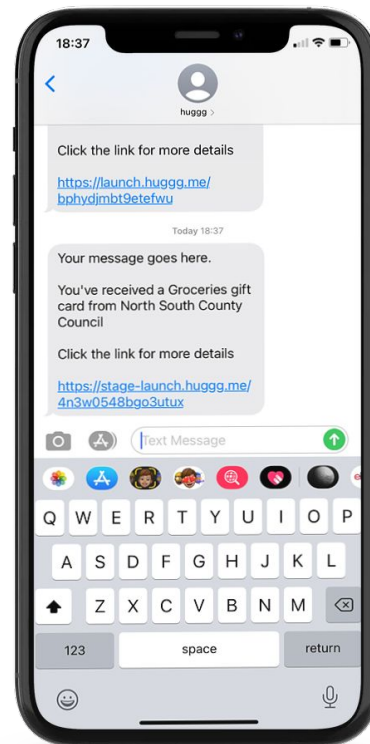 18:37
huggg >
Click the link for more details
https://launch.huggg.me/
bphydjmbt9etefwu
Today 18:37
Your message goes here.
You've received a Groceries gift
card from North South County
Council
Click the link for more details
https://stage-launch.huggg.me/
4n3w0548bgo3utux
Text Message
Q W E R T Y U I O P
A S D F G H J K L
Z X C V B N M
123 space return